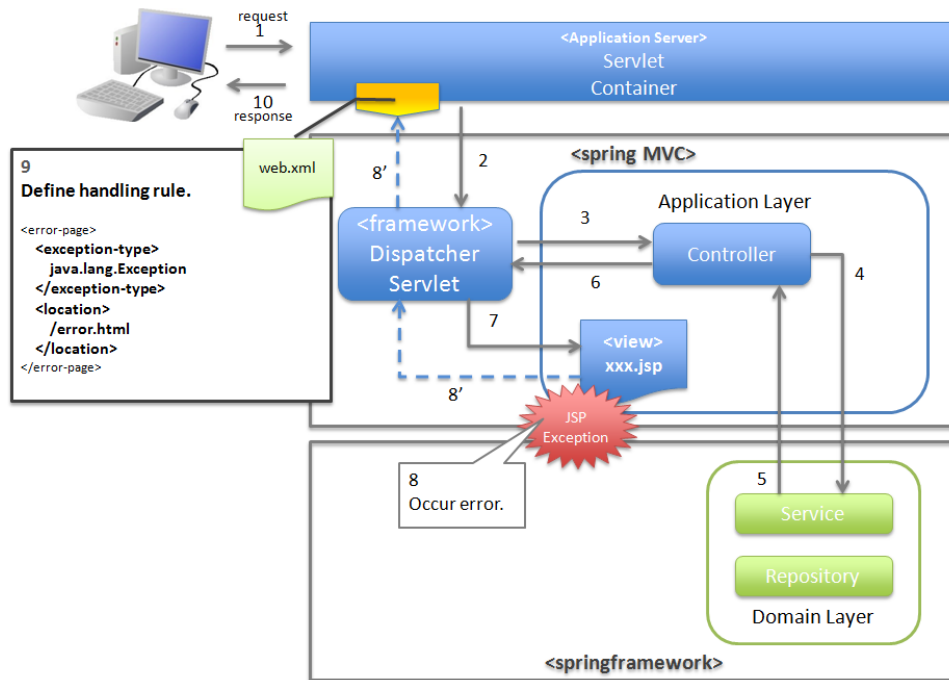 request
1
10
response
<Application Server>
Servlet
Container
web.xml
9
Define handling rule.
<error-page>
<exception-type>
java.lang.Exception
</exception-type>
<location>
/error.html
</location>
</error-page>
8’
2
<spring MVC>
Application Layer
<framework>
Dispatcher
Servlet
3
6
Controller
4
7
<view>
xxx.jsp
8’
JSP
Exception
8
Occur error.
5
Service
Repository
Domain Layer
<springframework>